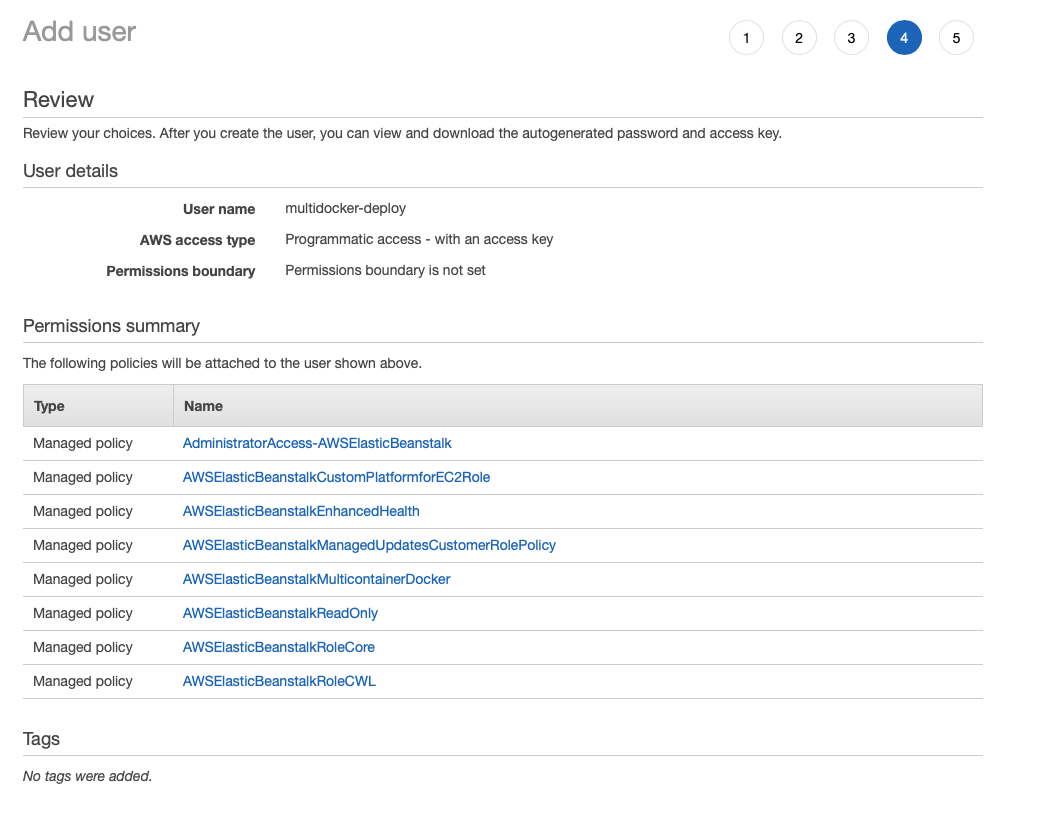 Add user
1 2 3 4 5
Review
Review your choices. After you create the user, you can view and download the autogenerated password and access key.
User details
User name multidocker-deploy
AWS access type Programmatic access - with an access key
Permissions boundary Permissions boundary is not set
Permissions summary
The following policies will be attached to the user shown above.
Type Name
Managed policy AdministratorAccess-AWSElasticBeanstalk
Managed policy AWSElasticBeanstalkCustomPlatformforEC2Role
Managed policy AWSElasticBeanstalkEnhancedHealth
Managed policy AWSElasticBeanstalkManagedUpdatesCustomerRolePolicy
Managed policy AWSElasticBeanstalkMulticontainerDocker
Managed policy AWSElasticBeanstalkReadOnly
Managed policy AWSElasticBeanstalkRoleCore
Managed policy AWSElasticBeanstalkRoleCWL
Tags
No tags were added.